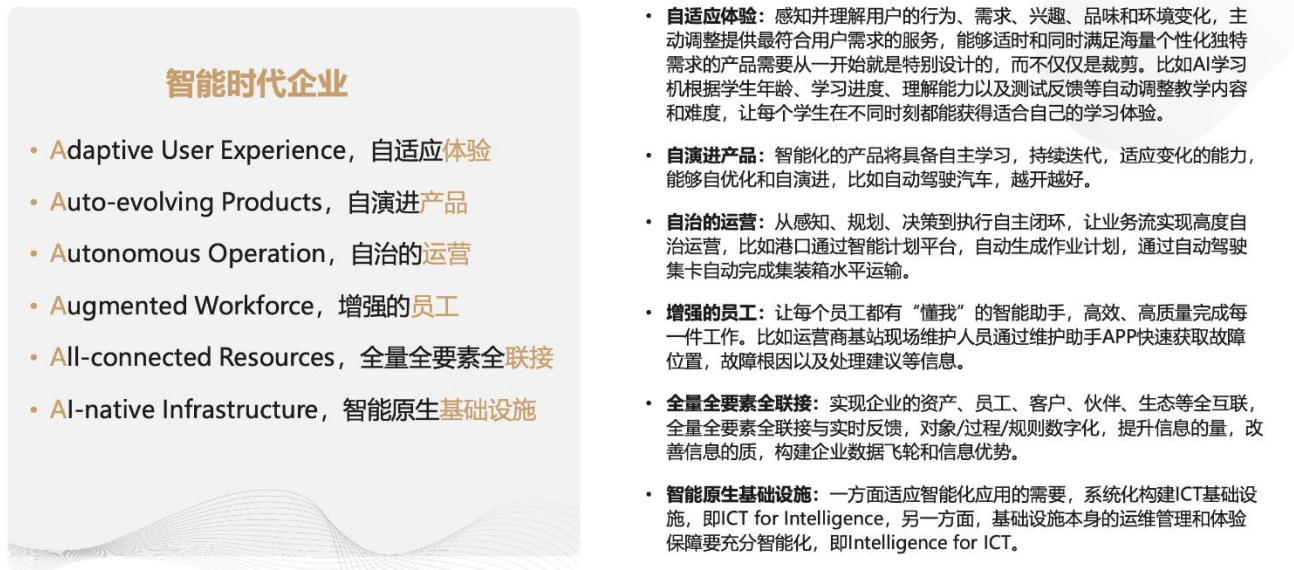 智能时代企业
• Adaptive User Experience，自适应体验
• Auto-evolving Products，自演进产品
• Autonomous Operation，自治的运营
• Augmented Workforce，增强的员工
• All-connected Resources，全量全要素全联接
• AI-native Infrastructure，智能原生基础设施
• 自适应体验：感知并理解用户的行为、需求、兴趣、品味和环境变化，主
动调整提供最符合用户需求的服务，能够适时和同时满足海量个性化独特
需求的产品需要从一开始就是特别设计的，而不仅仅是裁剪。比如AI学习
机根据学生年龄、学习进度、理解能力以及测试反馈等自动调整教学内容
和难度，让每个学生在不同时刻都能获得适合自己的学习体验。
• 自演进产品：智能化的产品将具备自主学习，持续迭代，适应变化的能力，
能够自优化和自演进，比如自动驾驶汽车，越开越好。
• 自治的运营：从感知、规划、决策到执行自主闭环，让业务流实现高度自
治运营，比如港口通过智能计划平台，自动生成作业计划，通过自动驾驶
集卡自动完成集装箱水平运输。
• 增强的员工：让每个员工都有“懂我”的智能助手，高效、高质量完成每
一件工作。比如运营商基站现场维护人员通过维护助手APP快速获取故障
位置，故障根因以及处理建议等信息。
• 全量全要素全联接：实现企业的资产、员工、客户、伙伴、生态等全互联，
全量全要素全联接与实时反馈，对象/过程/规则数字化，提升信息的量，改
善信息的质，构建企业数据飞轮和信息优势。
• 智能原生基础设施：一方面适应智能化应用的需要，系统化构建ICT基础设
施，即ICT for Intelligence，另一方面，基础设施本身的运维管理和体验
保障要充分智能化，即Intelligence for ICT。